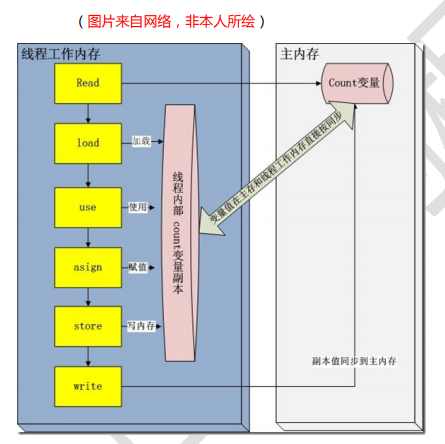 （图片来自网络，非本人所绘）
线程工作内存
主内存
Read
Count变量
load
加载
线程内部 count变量副本
变量值在主存和线程工作内存直接按同步
use
使用
asign
赋值
store
写内存
write
副本值同步到主内存